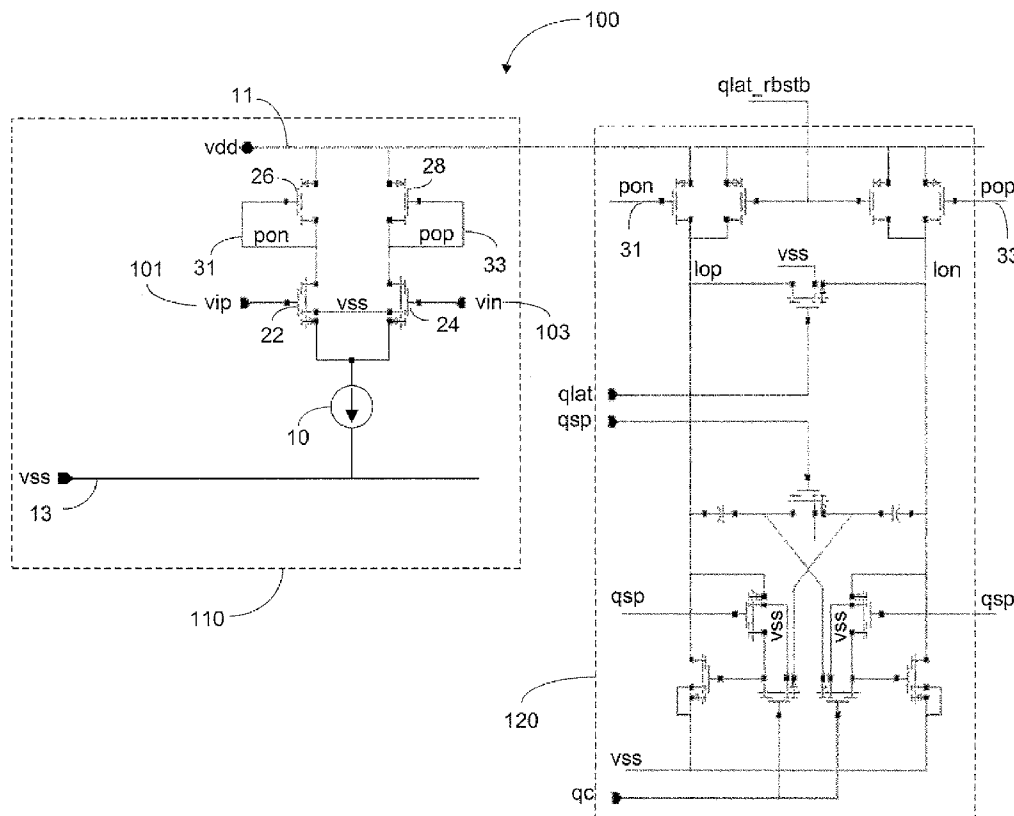 100
qlat_rbstb
11
vdd
26
28
pon
pop
31
33
pon
31
pop
33
lop
lon
vss
101
vip
22
vss
24
vin
103
10
qlat
qsp
vss
13
110
qsp
vss
vss
qsp
120
vss
qc